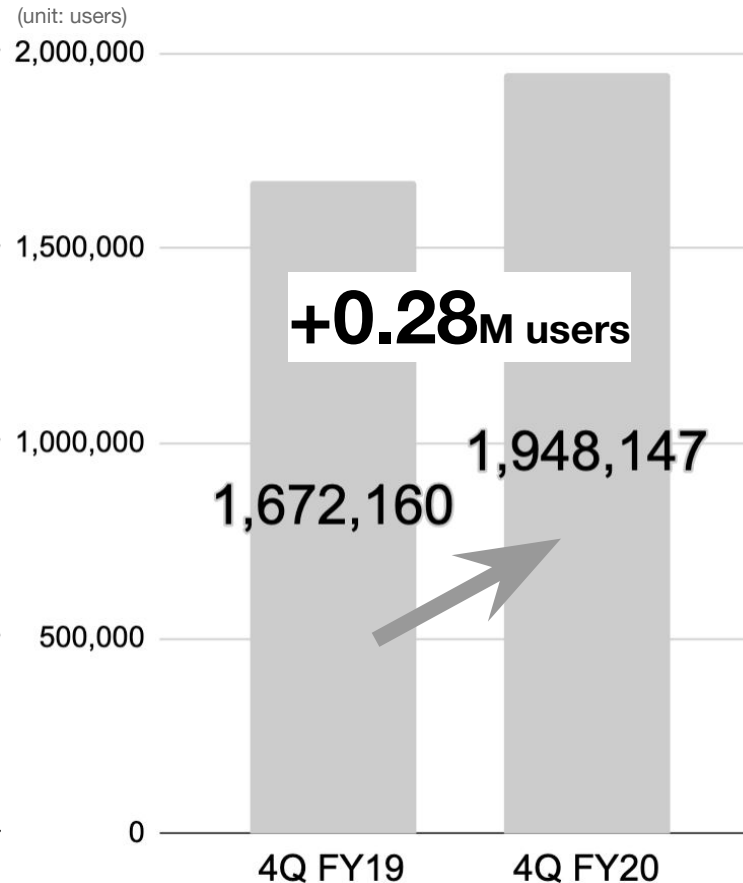 (unit: users)
2,000,000
1,500,000
+0.28M users
1,000,000
1,948,147
1,672,160
500,000
0
4Q FY19
4Q FY20